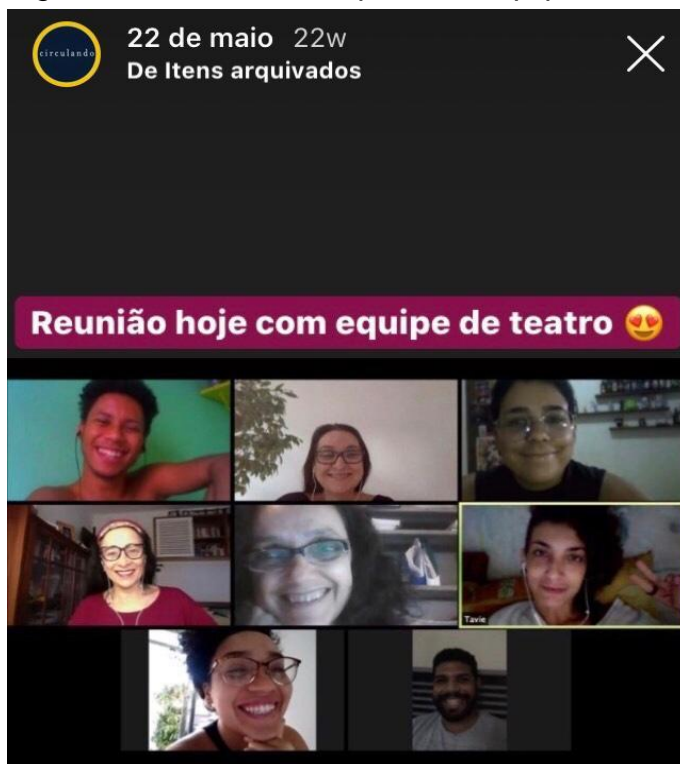 circulando
22 de maio 22w
De Itens arquivados
Reunião hoje com equipe de teatro 😍
Tavie